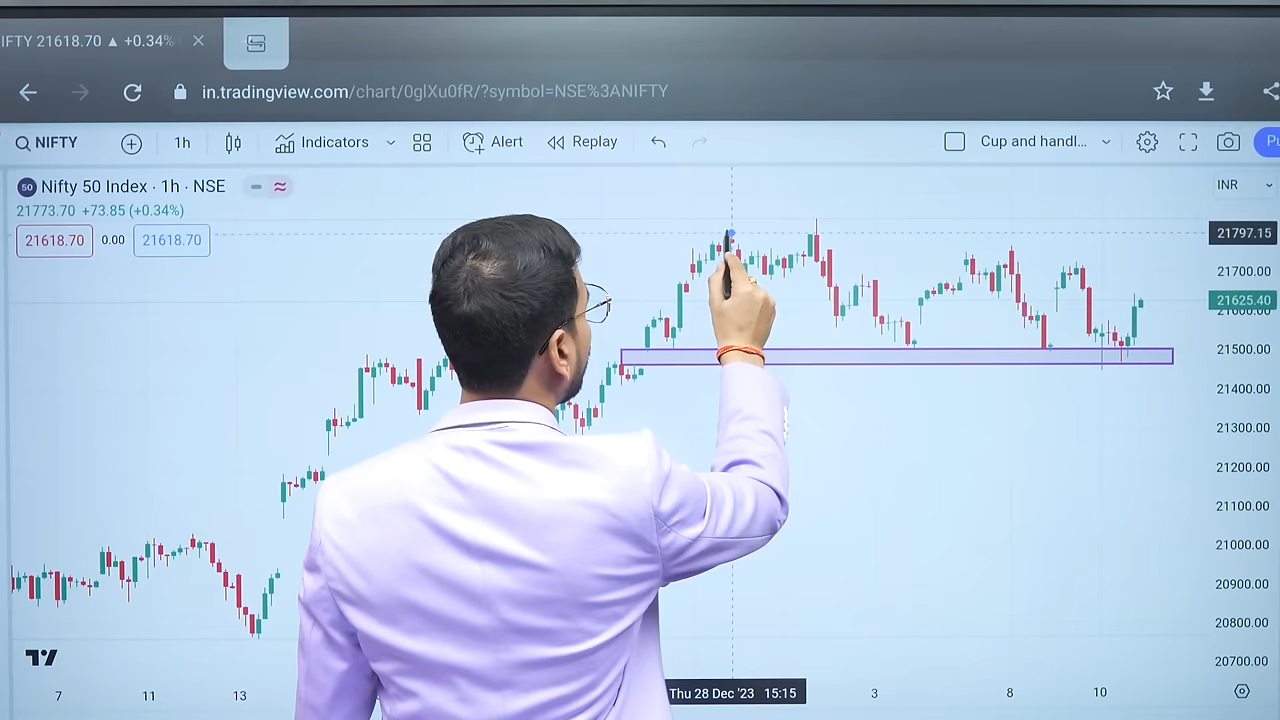 IFTY 21618.70 ▲ +0.34%
in.tradingview.com/chart/0glXu0fR/?symbol=NSE%3ANIFTY
NIFTY 1h Indicators Alert Replay Cup and handl...
50 Nifty 50 Index · 1h · NSE
INR
21773.70 +73.85 (+0.34%)
21618.70 0.00 21618.70
21797.15
21700.00
21625.40
21600.00
21500.00
21400.00
21300.00
21200.00
21100.00
21000.00
20900.00
20800.00
20700.00
7 11 13 Thu 28 Dec '23 15:15 3 8 10